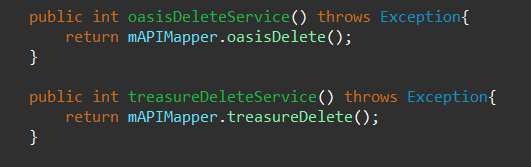 public int oasisDeleteService() throws Exception{
return mAPIMapper.oasisDelete();
}
public int treasureDeleteService() throws Exception{
return mAPIMapper.treasureDelete();
}